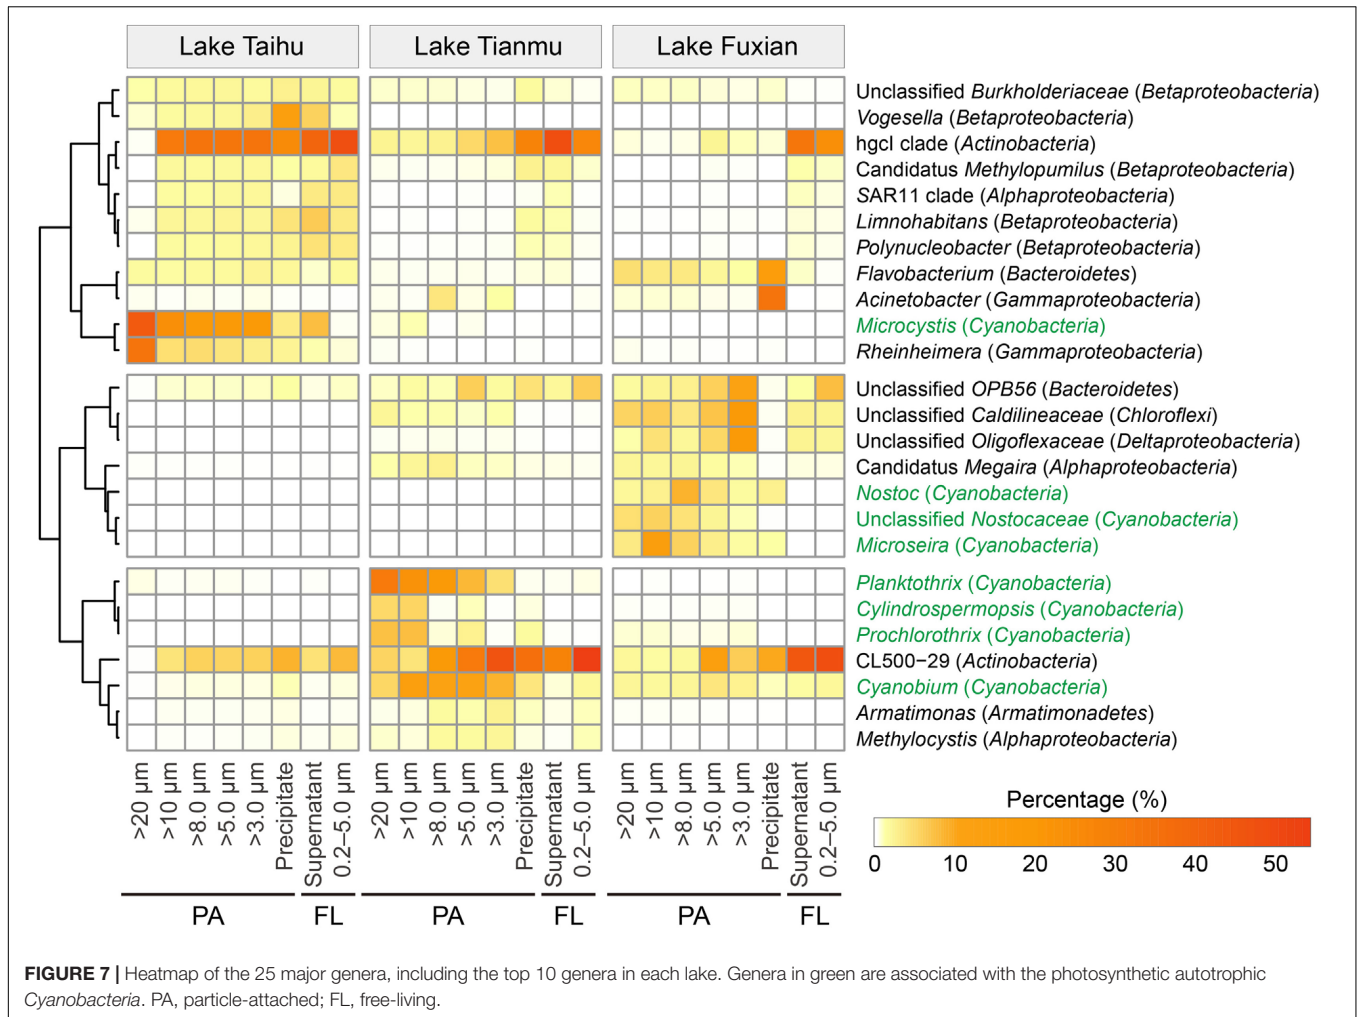 Lake Taihu
Lake Tianmu
Lake Fuxian
Unclassified Burkholderiaceae (Betaproteobacteria)
Vogesella (Betaproteobacteria)
hgcI clade (Actinobacteria)
Candidatus Methylopumilus (Betaproteobacteria)
SAR11 clade (Alphaproteobacteria)
Limnohabitans (Betaproteobacteria)
Polynucleobacter (Betaproteobacteria)
Flavobacterium (Bacteroidetes)
Acinetobacter (Gammaproteobacteria)
Microcystis (Cyanobacteria)
Rheinheimera (Gammaproteobacteria)
Unclassified OPB56 (Bacteroidetes)
Unclassified Caldilineaceae (Chloroflexi)
Unclassified Oligoflexaceae (Deltaproteobacteria)
Candidatus Megaira (Alphaproteobacteria)
Nostoc (Cyanobacteria)
Unclassified Nostocaceae (Cyanobacteria)
Microseira (Cyanobacteria)
Planktothrix (Cyanobacteria)
Cylindrospermopsis (Cyanobacteria)
Prochlorothrix (Cyanobacteria)
CL500−29 (Actinobacteria)
Cyanobium (Cyanobacteria)
Armatimonas (Armatimonadetes)
Methylocystis (Alphaproteobacteria)
>20 µm
>10 µm
>8.0 µm
>5.0 µm
>3.0 µm
Precipitate
Supernatant
0.2–5.0 µm
>20 µm
>10 µm
>8.0 µm
>5.0 µm
>3.0 µm
Precipitate
Supernatant
0.2–5.0 µm
>20 µm
>10 µm
>8.0 µm
>5.0 µm
>3.0 µm
Precipitate
Supernatant
0.2–5.0 µm
PA
FL
PA
FL
PA
FL
Percentage (%)
0 10 20 30 40 50
FIGURE 7 | Heatmap of the 25 major genera, including the top 10 genera in each lake. Genera in green are associated with the photosynthetic autotrophic
Cyanobacteria. PA, particle-attached; FL, free-living.